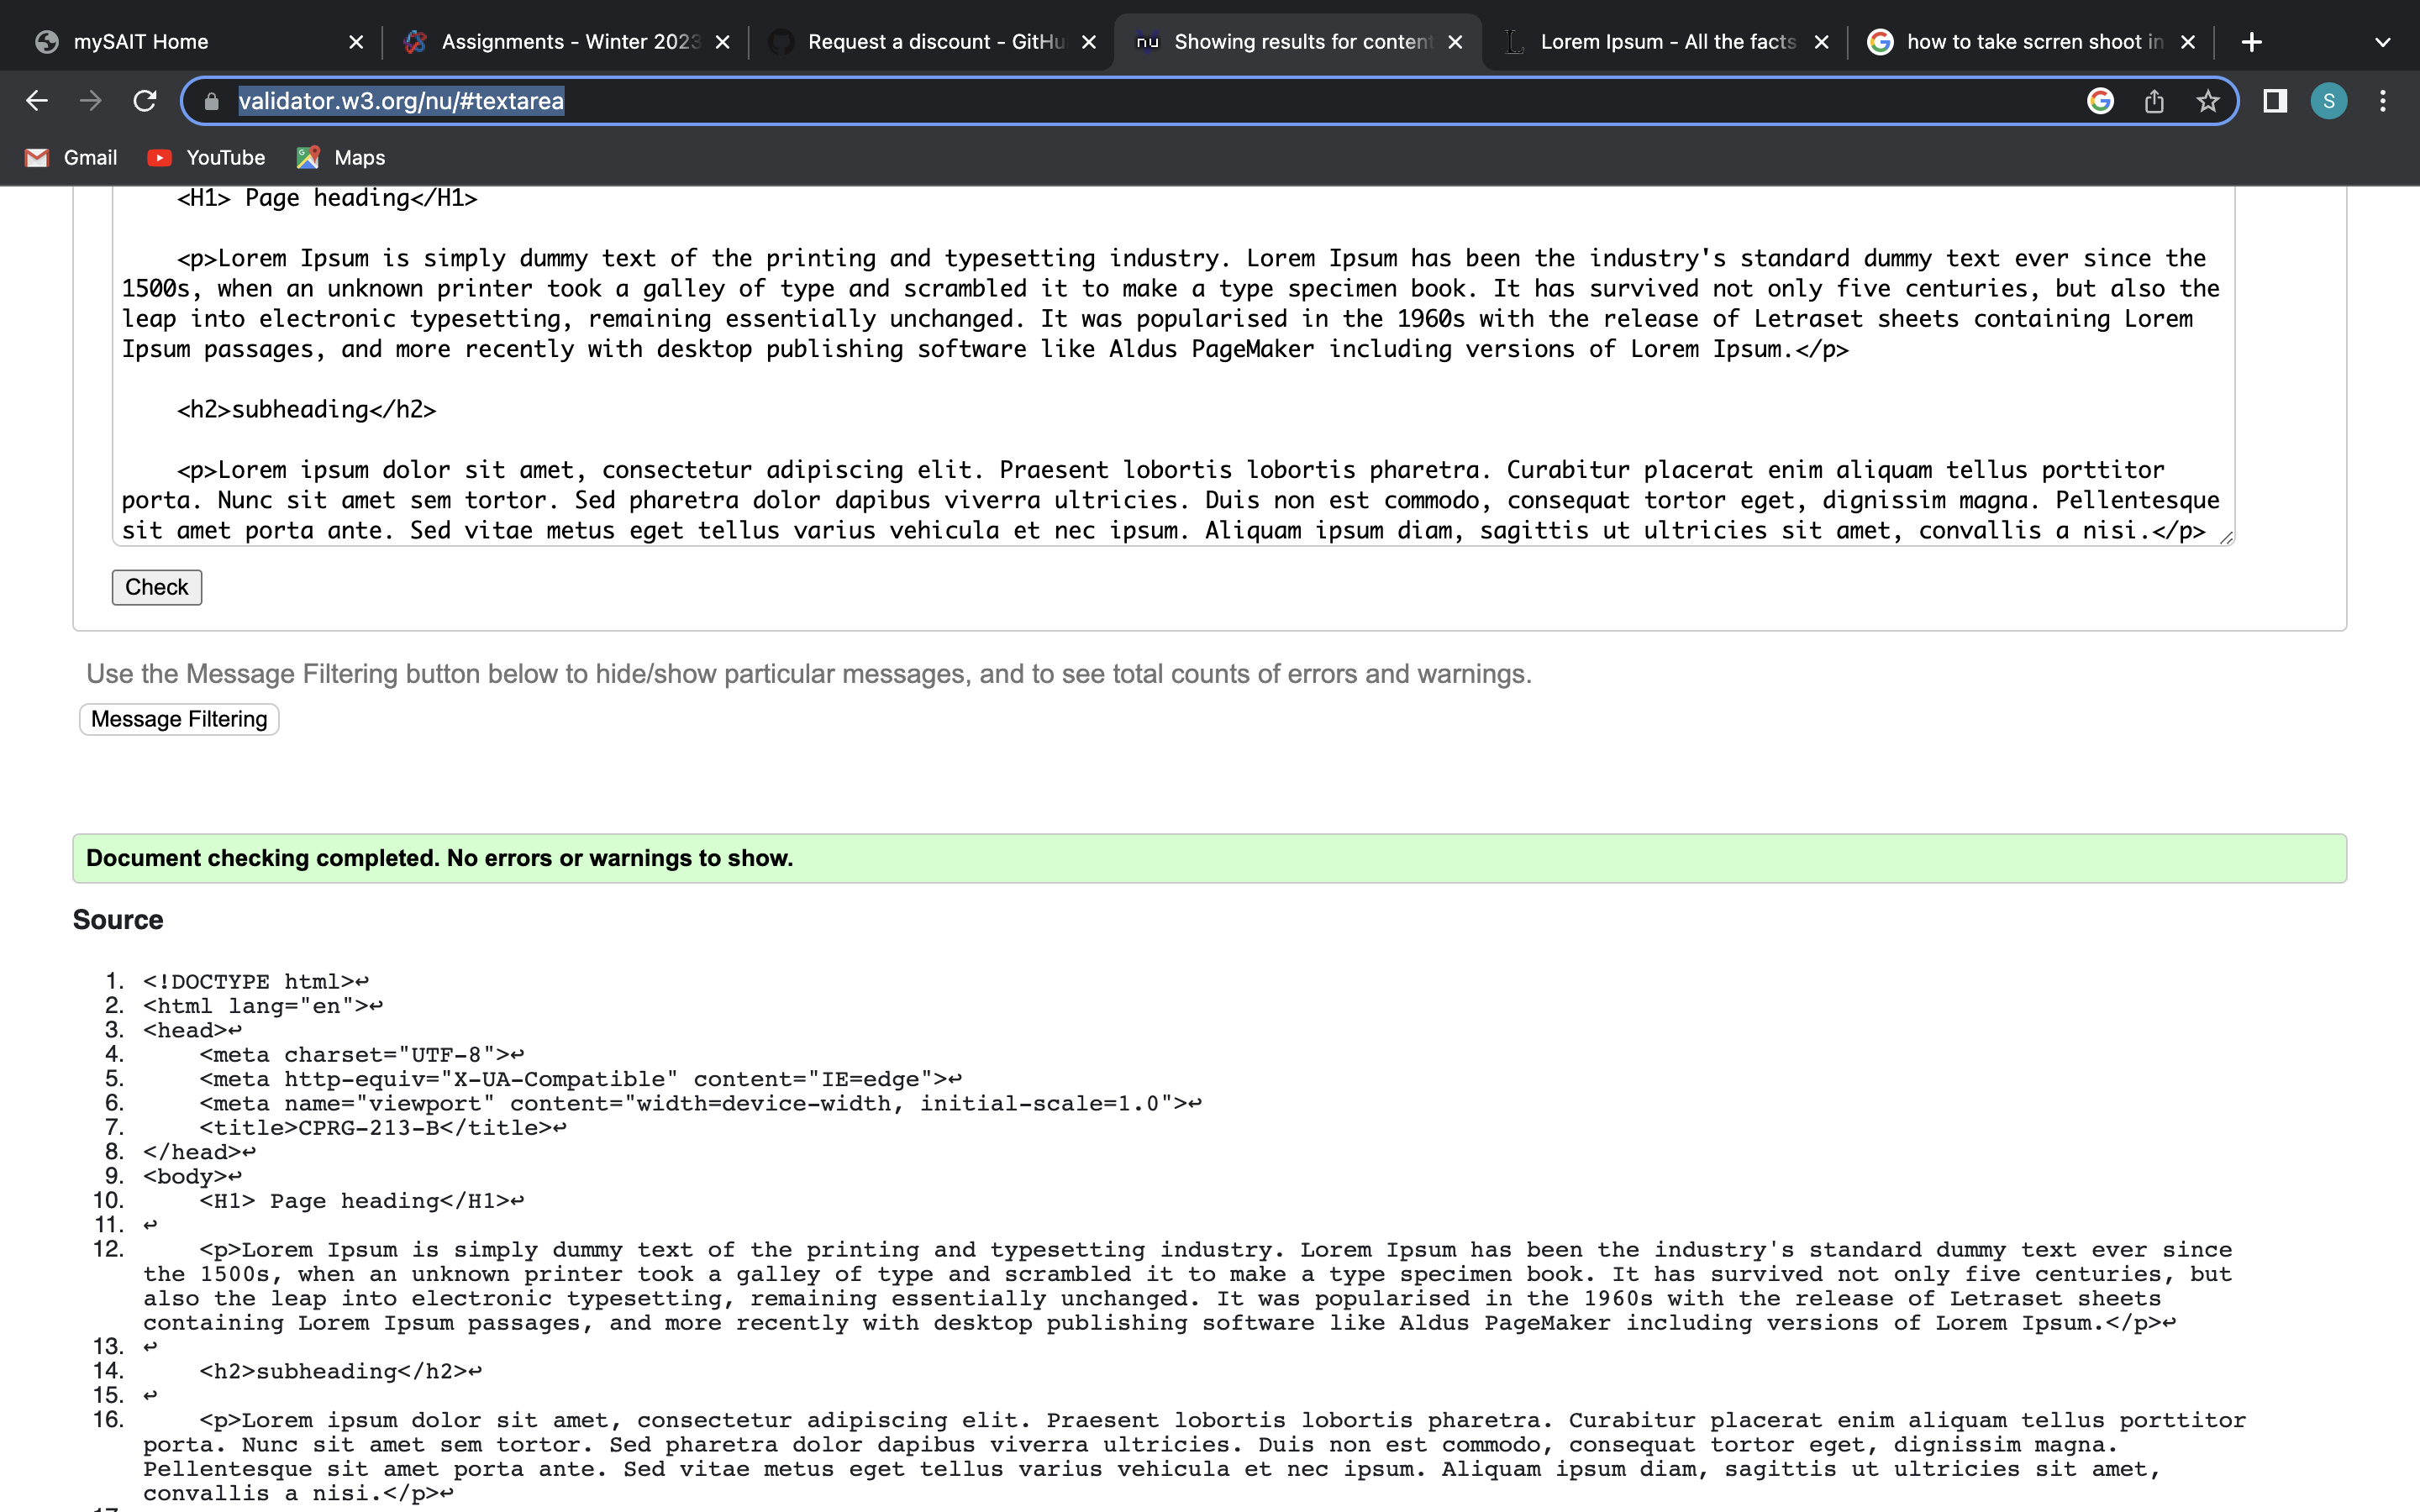 mySAIT Home
Assignments - Winter 2023
Request a discount - GitHu
nu Showing results for content
L Lorem Ipsum - All the facts
how to take scrren shoot in
validator.w3.org/nu/#textarea
S
Gmail YouTube Maps
<H1> Page heading</H1>
<p>Lorem Ipsum is simply dummy text of the printing and typesetting industry. Lorem Ipsum has been the industry's standard dummy text ever since the
1500s, when an unknown printer took a galley of type and scrambled it to make a type specimen book. It has survived not only five centuries, but also the
leap into electronic typesetting, remaining essentially unchanged. It was popularised in the 1960s with the release of Letraset sheets containing Lorem
Ipsum passages, and more recently with desktop publishing software like Aldus PageMaker including versions of Lorem Ipsum.</p>
<h2>subheading</h2>
<p>Lorem ipsum dolor sit amet, consectetur adipiscing elit. Praesent lobortis lobortis pharetra. Curabitur placerat enim aliquam tellus porttitor
porta. Nunc sit amet sem tortor. Sed pharetra dolor dapibus viverra ultricies. Duis non est commodo, consequat tortor eget, dignissim magna. Pellentesque
sit amet porta ante. Sed vitae metus eget tellus varius vehicula et nec ipsum. Aliquam ipsum diam, sagittis ut ultricies sit amet, convallis a nisi.</p>
Check
Use the Message Filtering button below to hide/show particular messages, and to see total counts of errors and warnings.
Message Filtering
Document checking completed. No errors or warnings to show.
Source
1. <!DOCTYPE html>↩
2. <html lang="en">↩
3. <head>↩
4. <meta charset="UTF-8">↩
5. <meta http-equiv="X-UA-Compatible" content="IE=edge">↩
6. <meta name="viewport" content="width=device-width, initial-scale=1.0">↩
7. <title>CPRG-213-B</title>↩
8. </head>↩
9. <body>↩
10. <H1> Page heading</H1>↩
11. ↩
12. <p>Lorem Ipsum is simply dummy text of the printing and typesetting industry. Lorem Ipsum has been the industry's standard dummy text ever since
the 1500s, when an unknown printer took a galley of type and scrambled it to make a type specimen book. It has survived not only five centuries, but
also the leap into electronic typesetting, remaining essentially unchanged. It was popularised in the 1960s with the release of Letraset sheets
containing Lorem Ipsum passages, and more recently with desktop publishing software like Aldus PageMaker including versions of Lorem Ipsum.</p>↩
13. ↩
14. <h2>subheading</h2>↩
15. ↩
16. <p>Lorem ipsum dolor sit amet, consectetur adipiscing elit. Praesent lobortis lobortis pharetra. Curabitur placerat enim aliquam tellus porttitor
porta. Nunc sit amet sem tortor. Sed pharetra dolor dapibus viverra ultricies. Duis non est commodo, consequat tortor eget, dignissim magna.
Pellentesque sit amet porta ante. Sed vitae metus eget tellus varius vehicula et nec ipsum. Aliquam ipsum diam, sagittis ut ultricies sit amet,
convallis a nisi.</p>↩